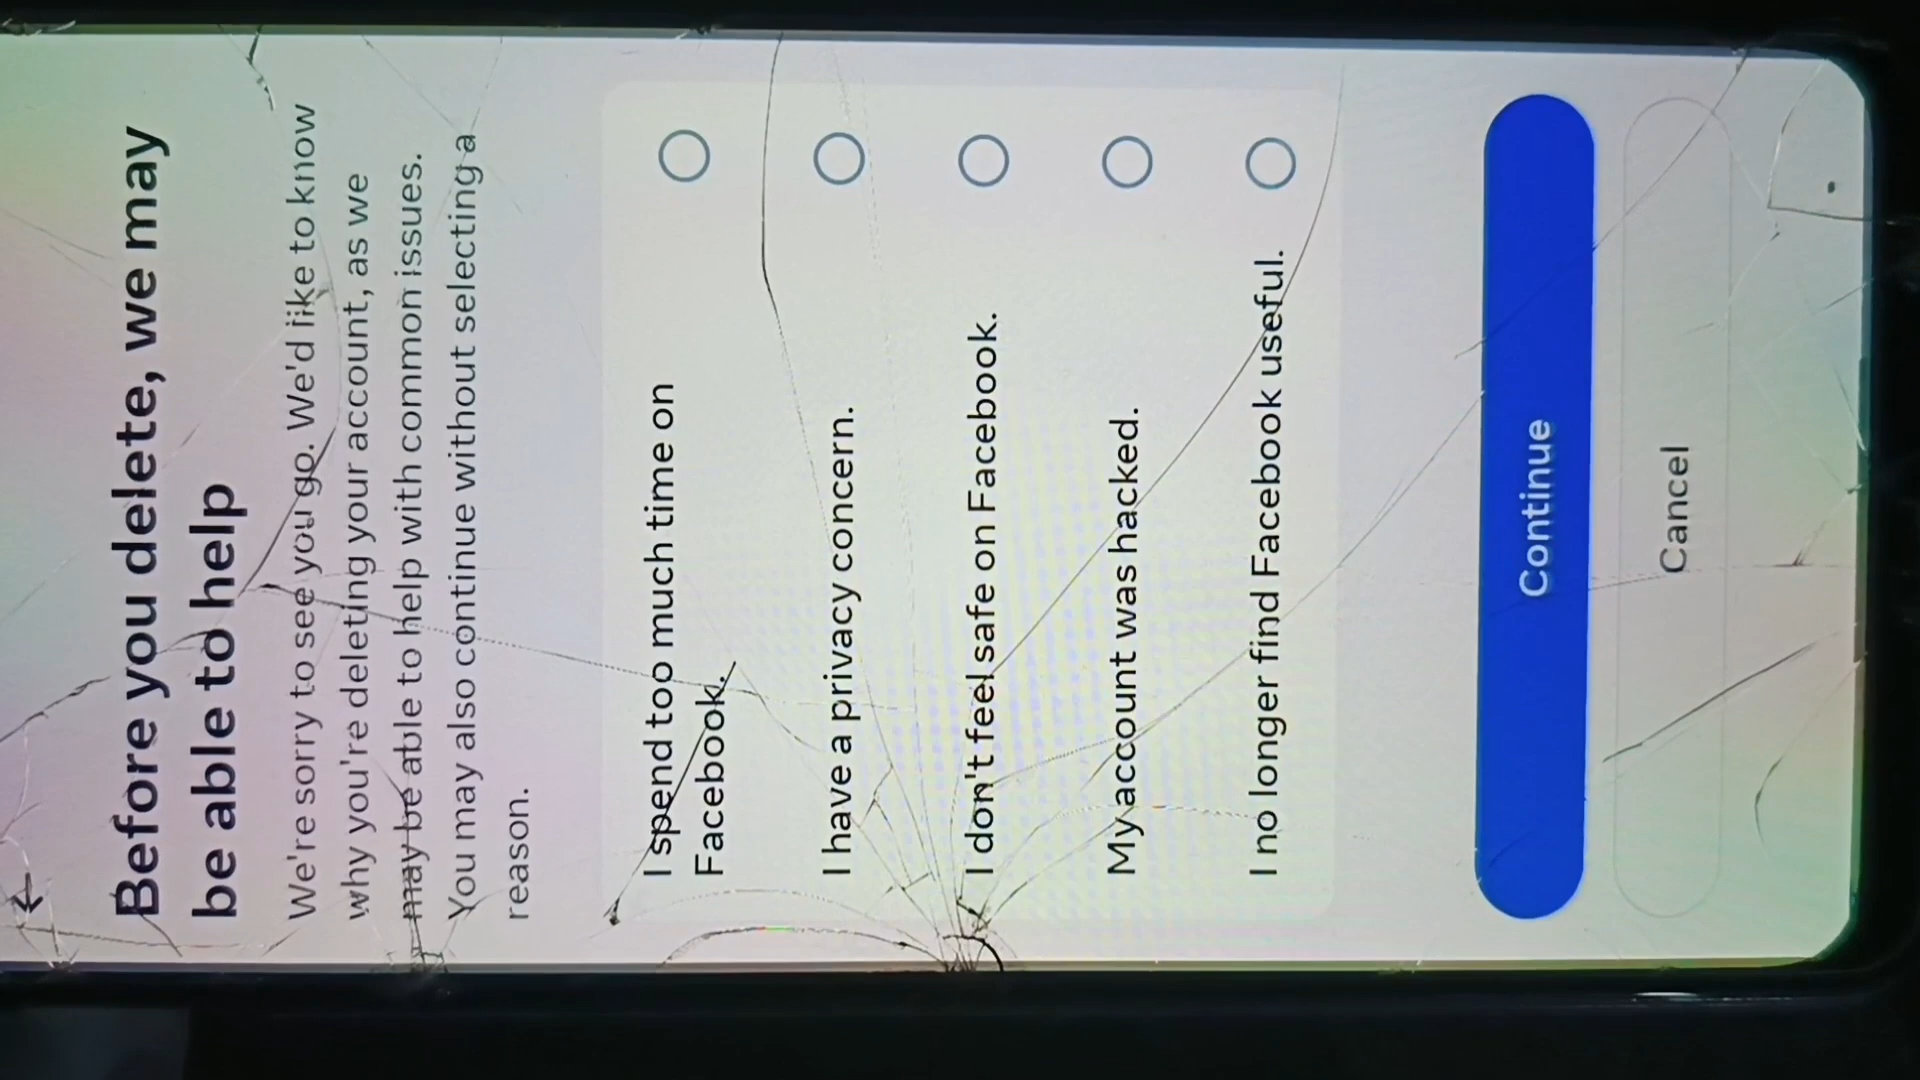 Before you delete, we may
be able to help
We're sorry to see you go. We'd like to know
why you're deleting your account, as we
may be able to help with common issues.
You may also continue without selecting a
reason.
I spend too much time on
Facebook.
I have a privacy concern.
I don't feel safe on Facebook.
My account was hacked.
I no longer find Facebook useful.
Continue
Cancel